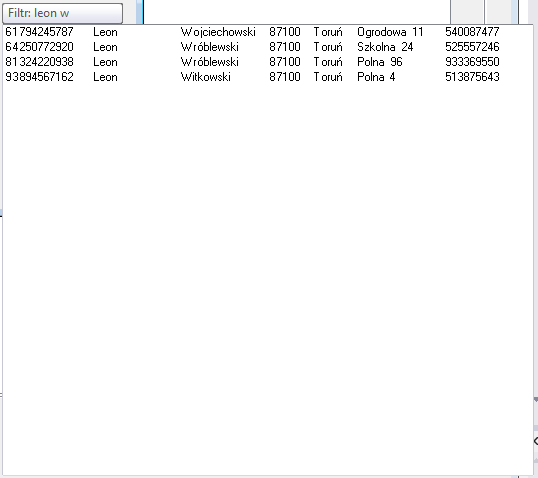 Filtr: leon w
61794245787 Leon Wojciechowski 87100 Toruń Ogrodowa 11 540087477
64250772920 Leon Wróblewski 87100 Toruń Szkolna 24 525557246
81324220938 Leon Wróblewski 87100 Toruń Polna 96 933369550
93894567162 Leon Witkowski 87100 Toruń Polna 4 513875643